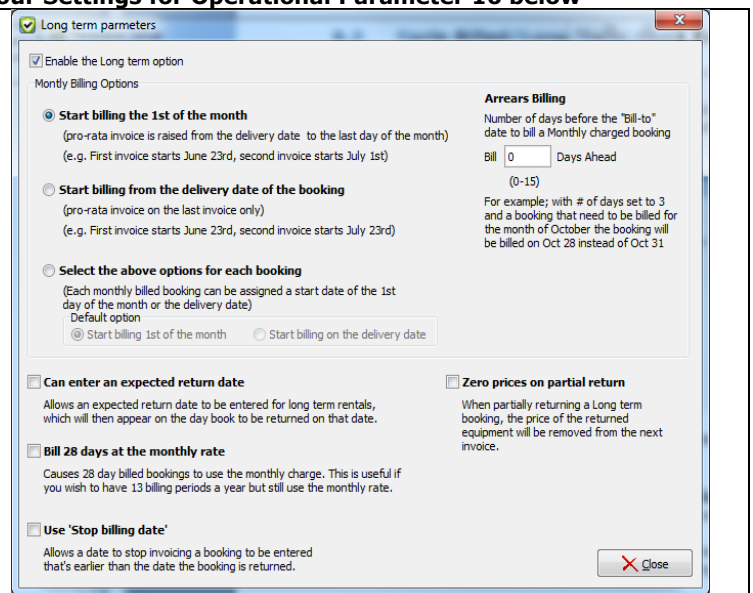 our Settings for Operational Parameter 16 below
Long term parmeters
Enable the Long term option
Montly Billing Options
Start billing the 1st of the month
(pro-rata invoice is raised from the delivery date to the last day of the month)
(e.g. First invoice starts June 23rd, second invoice starts July 1st)
Start billing from the delivery date of the booking
(pro-rata invoice on the last invoice only)
(e.g. First invoice starts June 23rd, second invoice starts July 23rd)
Select the above options for each booking
(Each monthly billed booking can be assigned a start date of the 1st
day of the month or the delivery date)
Default option
Start billing 1st of the month Start billing on the delivery date
Arrears Billing
Number of days before the "Bill-to"
date to bill a Monthly charged booking
Bill 0 Days Ahead
(0-15)
For example; with # of days set to 3
and a booking that need to be billed for
the month of October the booking will
be billed on Oct 28 instead of Oct 31
Can enter an expected return date
Allows an expected return date to be entered for long term rentals,
which will then appear on the day book to be returned on that date.
Bill 28 days at the monthly rate
Causes 28 day billed bookings to use the monthly charge. This is useful if
you wish to have 13 billing periods a year but still use the monthly rate.
Use 'Stop billing date'
Allows a date to stop invoicing a booking to be entered
that's earlier than the date the booking is returned.
Zero prices on partial return
When partially returning a Long term
booking, the price of the returned
equipment will be removed from the next
invoice.
Close